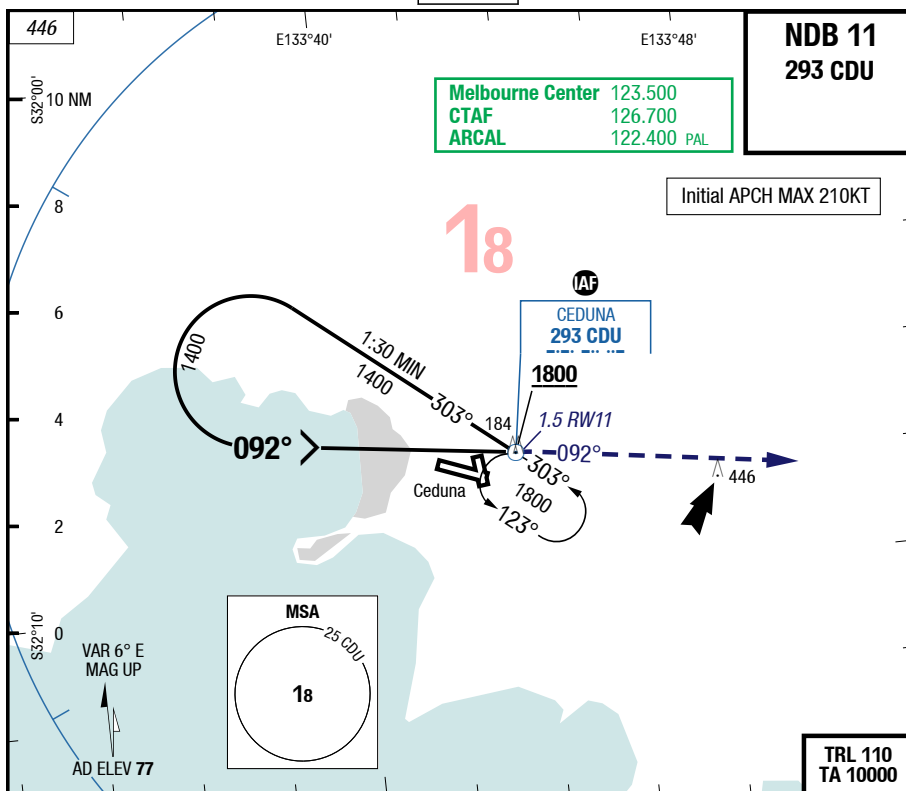 446
E133°40'
E133°48'
NDB 11
293 CDU
S32°00'
10 NM
Melbourne Center 123.500
CTAF 126.700
ARCAL 122.400 PAL
Initial APCH MAX 210KT
8
18
IAF
6
CEDUNA
293 CDU
1400
1:30 MIN
1400
1800
303°
184
1.5 RW11
4
092°
092°
303°
446
Ceduna
1800
123°
2
S32°10'
0
MSA
25 CDU
18
VAR 6° E
MAG UP
AD ELEV 77
TRL 110
TA 10000